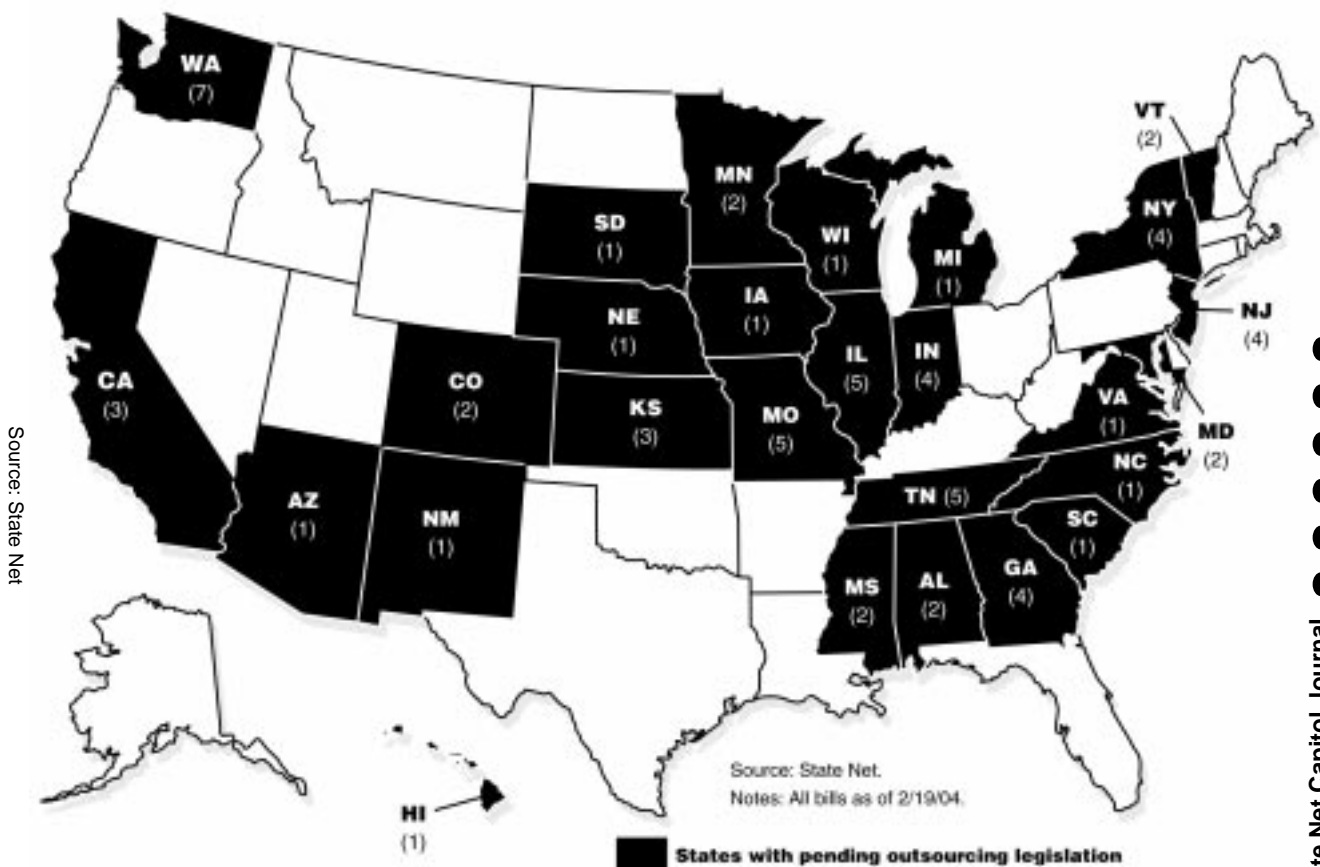 WA
(7)
VT
(2)
MN
(2)
NY
(4)
SD
(1)
WI
(1)
MI
(1)
IA
(1)
NE
(1)
NJ
(4)
IL
(5)
IN
(4)
CA
(3)
CO
(2)
KS
(3)
MO
(5)
VA
(1)
MD
(2)
NC
(1)
AZ
(1)
NM
(1)
TN (5)
SC
(1)
MS
(2)
AL
(2)
GA
(4)
HI
(1)
Source: State Net.
Notes: All bills as of 2/19/04.
States with pending outsourcing legislation
Source: State Net
Net Capitol Journal